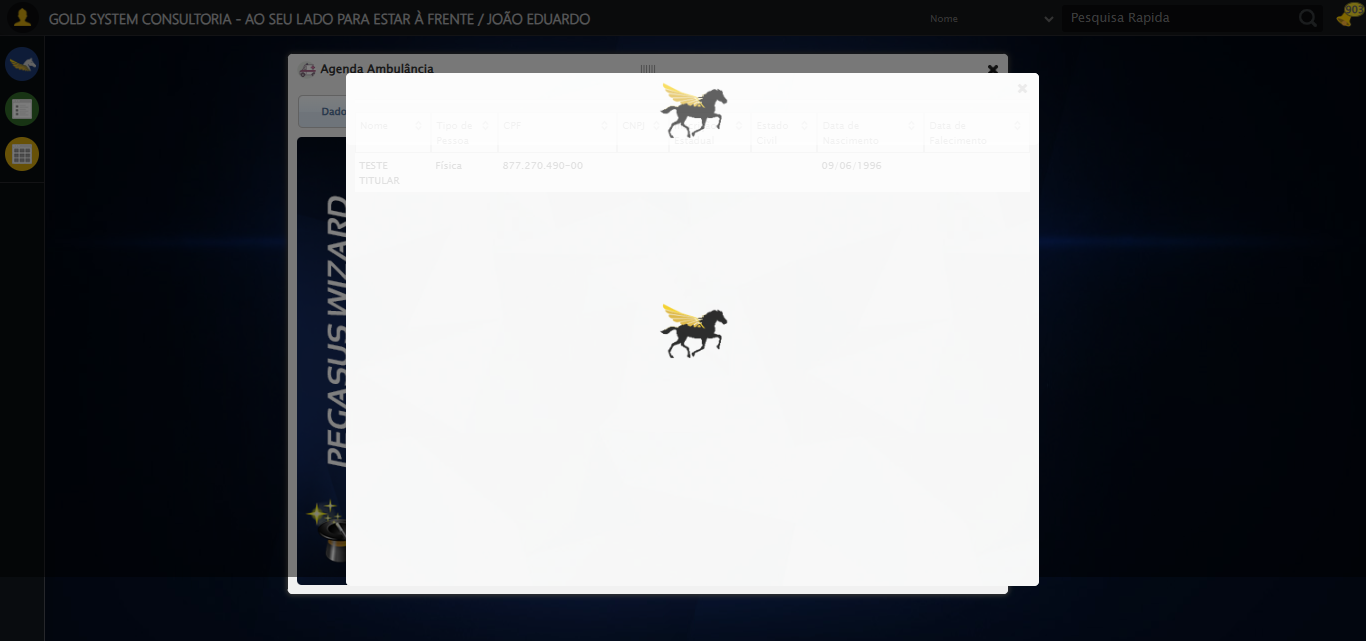 GOLD SYSTEM CONSULTORIA - AO SEU LADO PARA ESTAR À FRENTE / JOÃO EDUARDO
Nome
Pesquisa Rapida
903
Agenda Ambulância
Dado
Nome
Tipo de
Pessoa
CPF
CNPJ
Estadual
Estado
Civil
Data de
Nascimento
Data de
Falecimento
TESTE
TITULAR
Física
877.270.490-00
09/06/1996
PEGASUS WIZARD